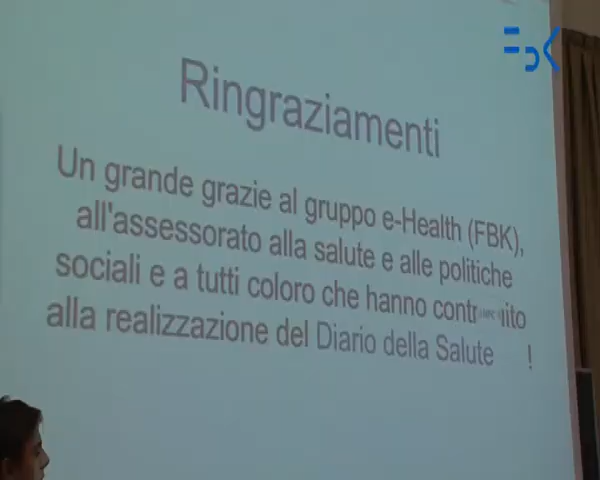 FBK
Ringraziamenti
Un grande grazie al gruppo e-Health (FBK),
all'assessorato alla salute e alle politiche
sociali e a tutti coloro che hanno
alla realizzazione del Diario della Salute !